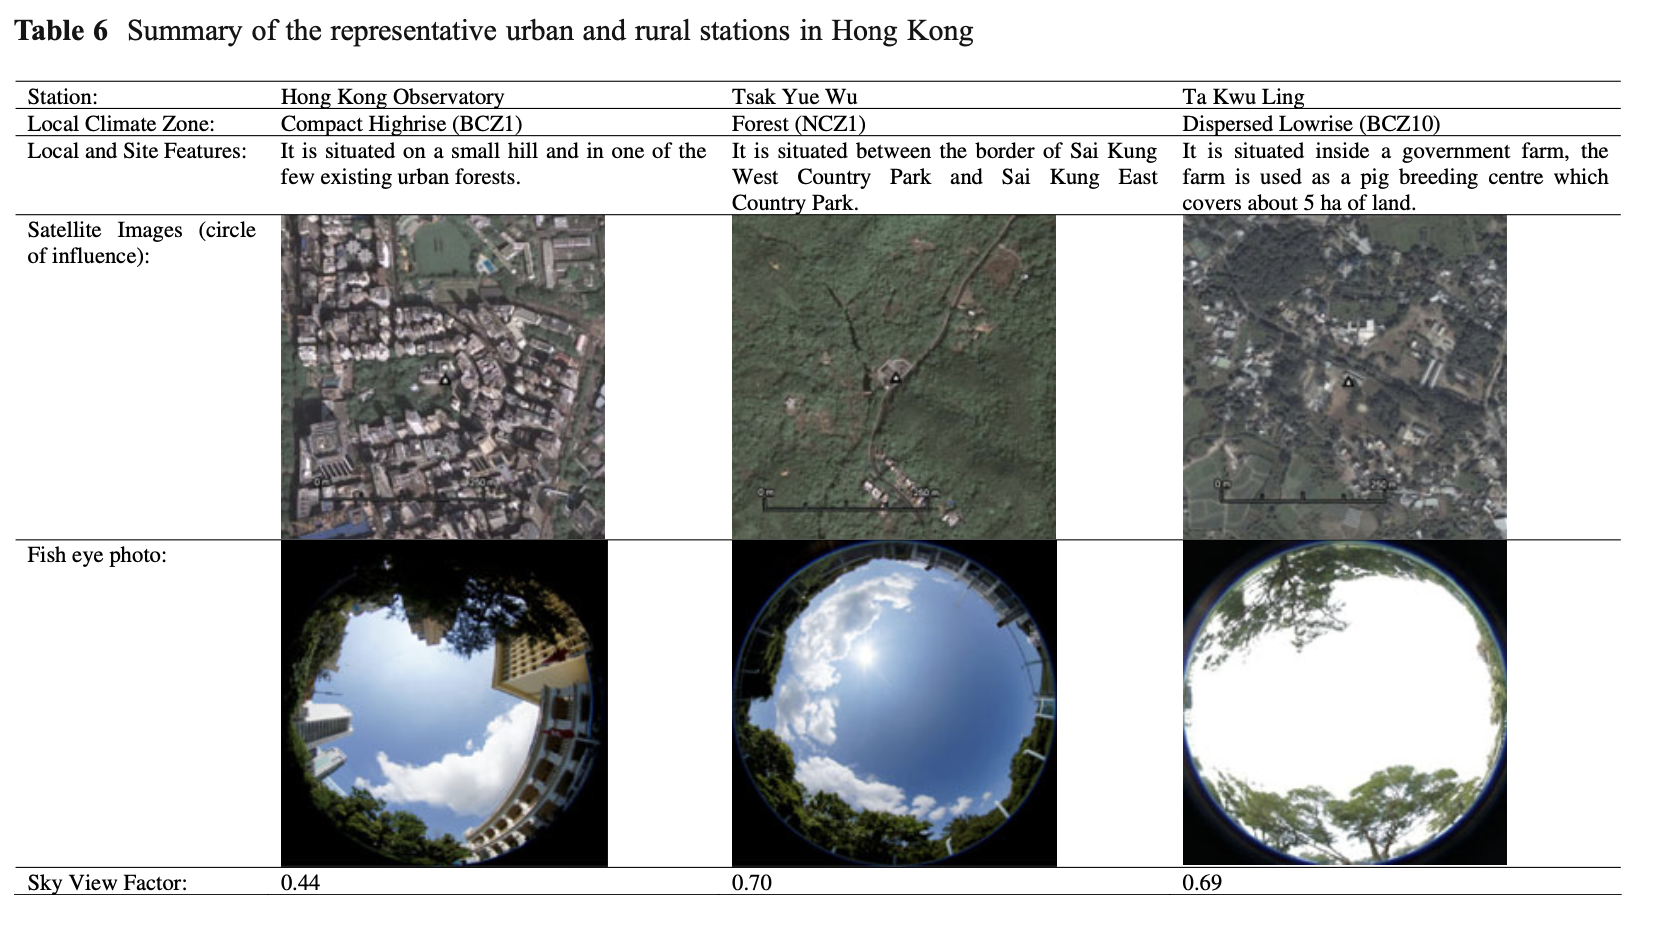 Table 6 Summary of the representative urban and rural stations in Hong Kong
Station: Hong Kong Observatory Tsak Yue Wu Ta Kwu Ling
Local Climate Zone: Compact Highrise (BCZ1) Forest (NCZ1) Dispersed Lowrise (BCZ10)
Local and Site Features: It is situated on a small hill and in one of the It is situated between the border of Sai Kung It is situated inside a government farm, the
few existing urban forests. West Country Park and Sai Kung East farm is used as a pig breeding centre which
Country Park. covers about 5 ha of land.
Satellite Images (circle
of influence):
0 m 250 m 0 m 250 m 0 m 250 m
Fish eye photo:
Sky View Factor: 0.44 0.70 0.69